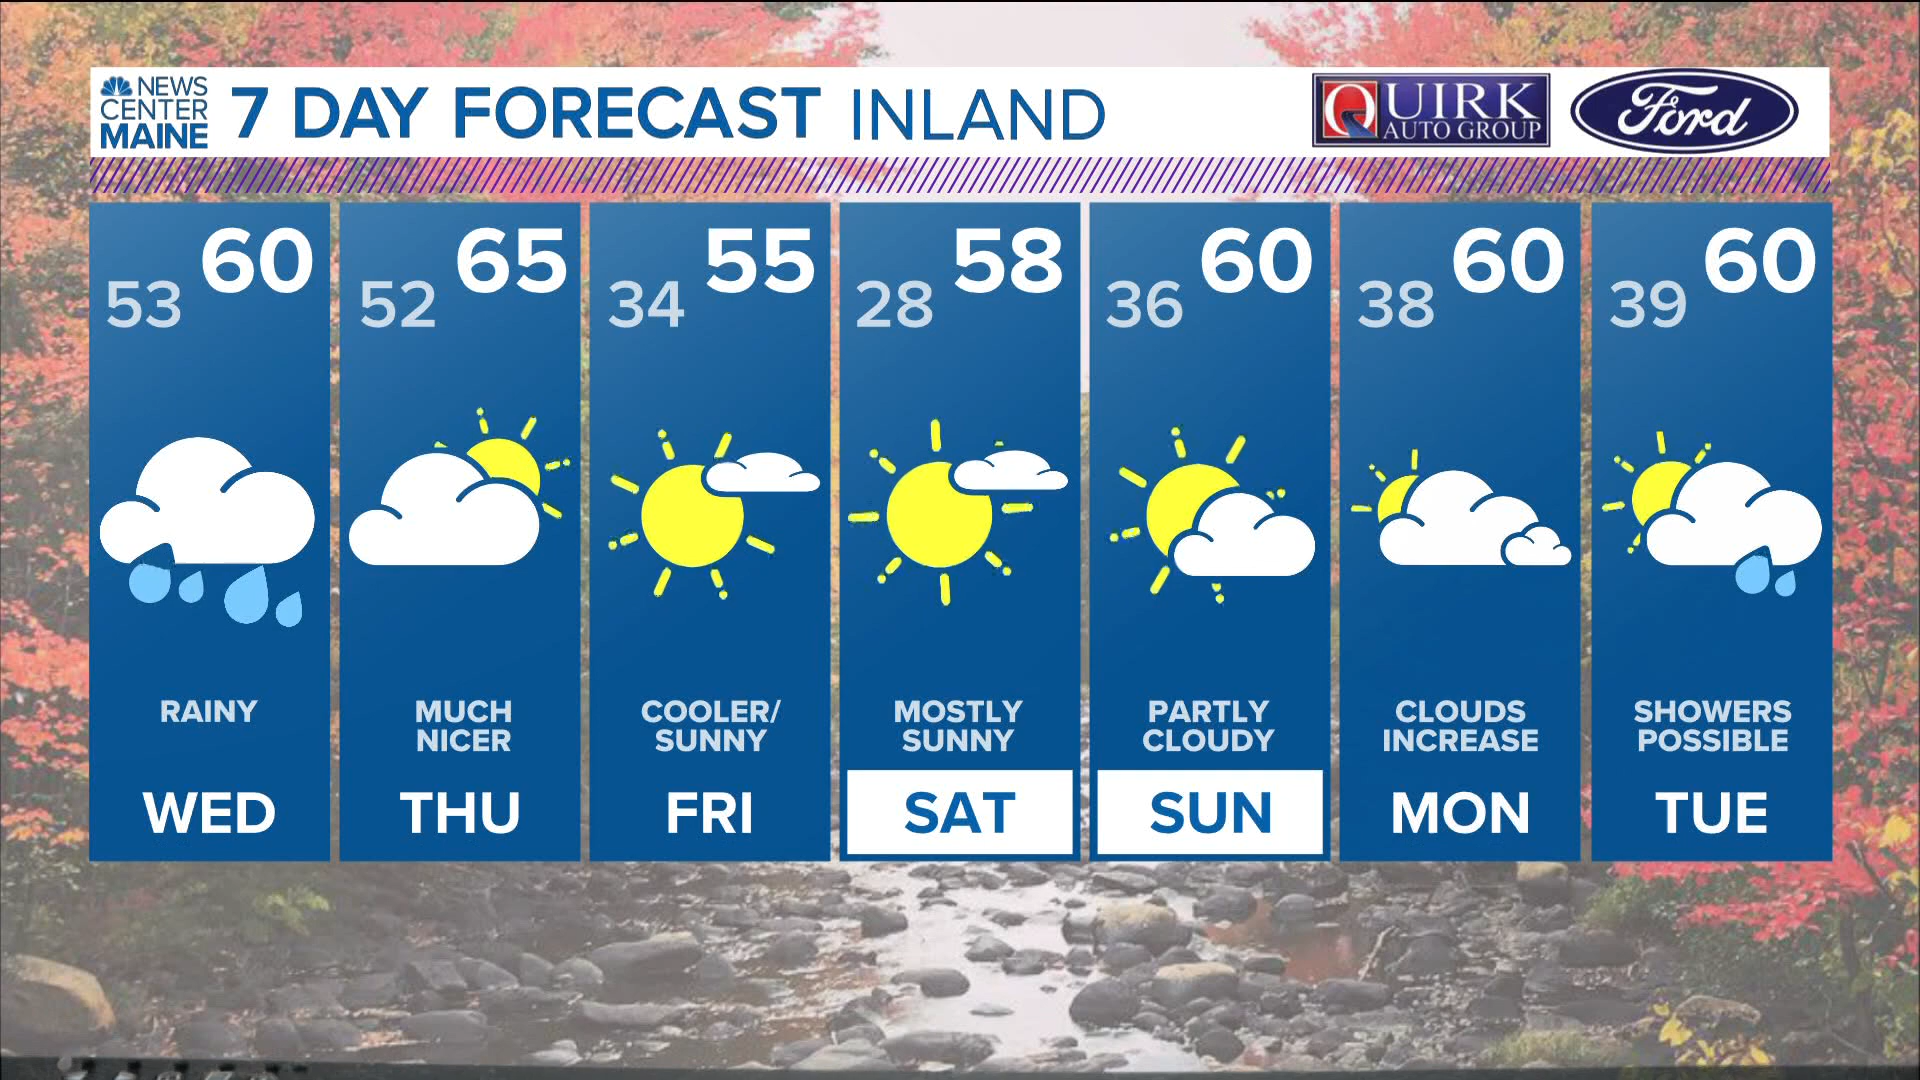 NEWS
CENTER
MAINE
7 DAY FORECAST INLAND
QUIRK
AUTO GROUP
Ford
53 60
RAINY
WED
52 65
MUCH
NICER
THU
34 55
COOLER/
SUNNY
FRI
28 58
MOSTLY
SUNNY
SAT
36 60
PARTLY
CLOUDY
SUN
38 60
CLOUDS
INCREASE
MON
39 60
SHOWERS
POSSIBLE
TUE